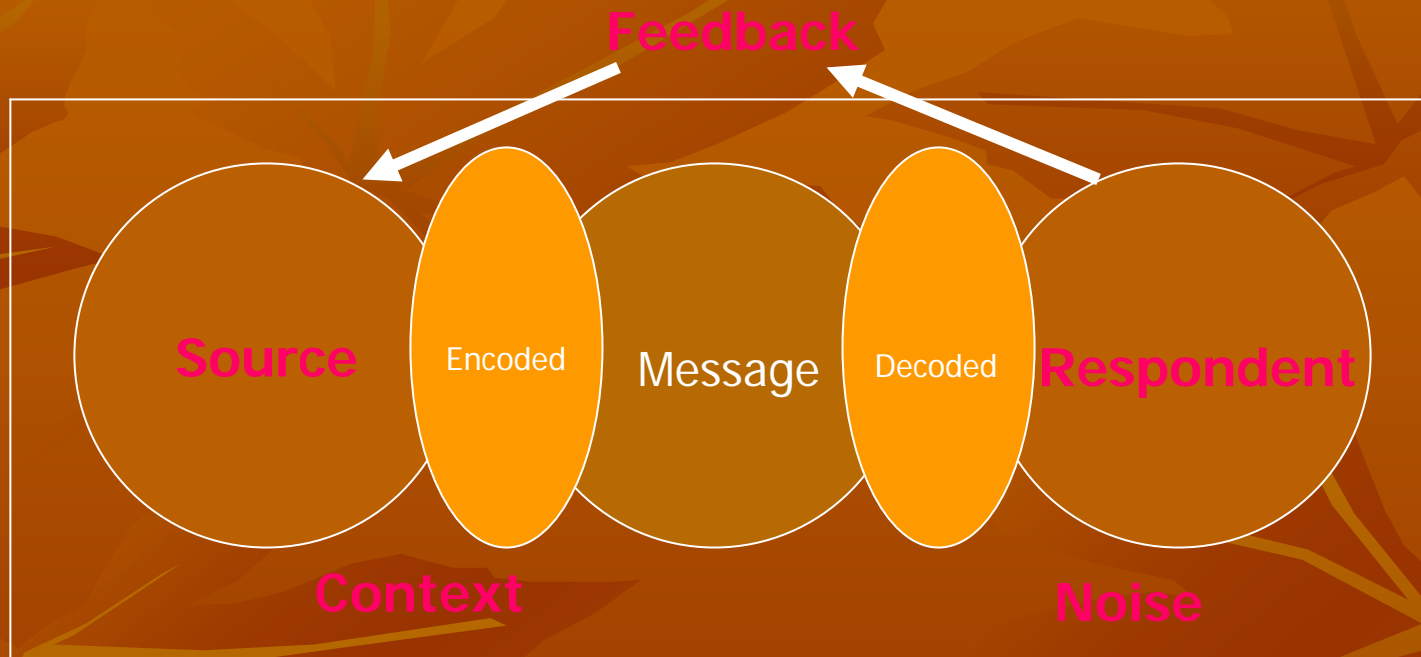 Feedback
Source
Encoded
Message
Decoded
Respondent
Context
Noise